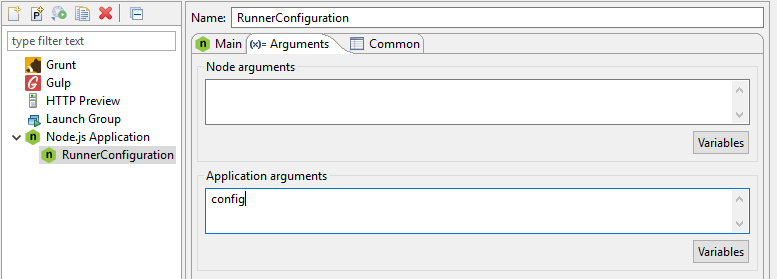 type filter text
Grunt
Gulp
HTTP Preview
Launch Group
Node.js Application
RunnerConfiguration
Name: RunnerConfiguration
Main (x)= Arguments Common
Node arguments
Variables
Application arguments
config
Variables